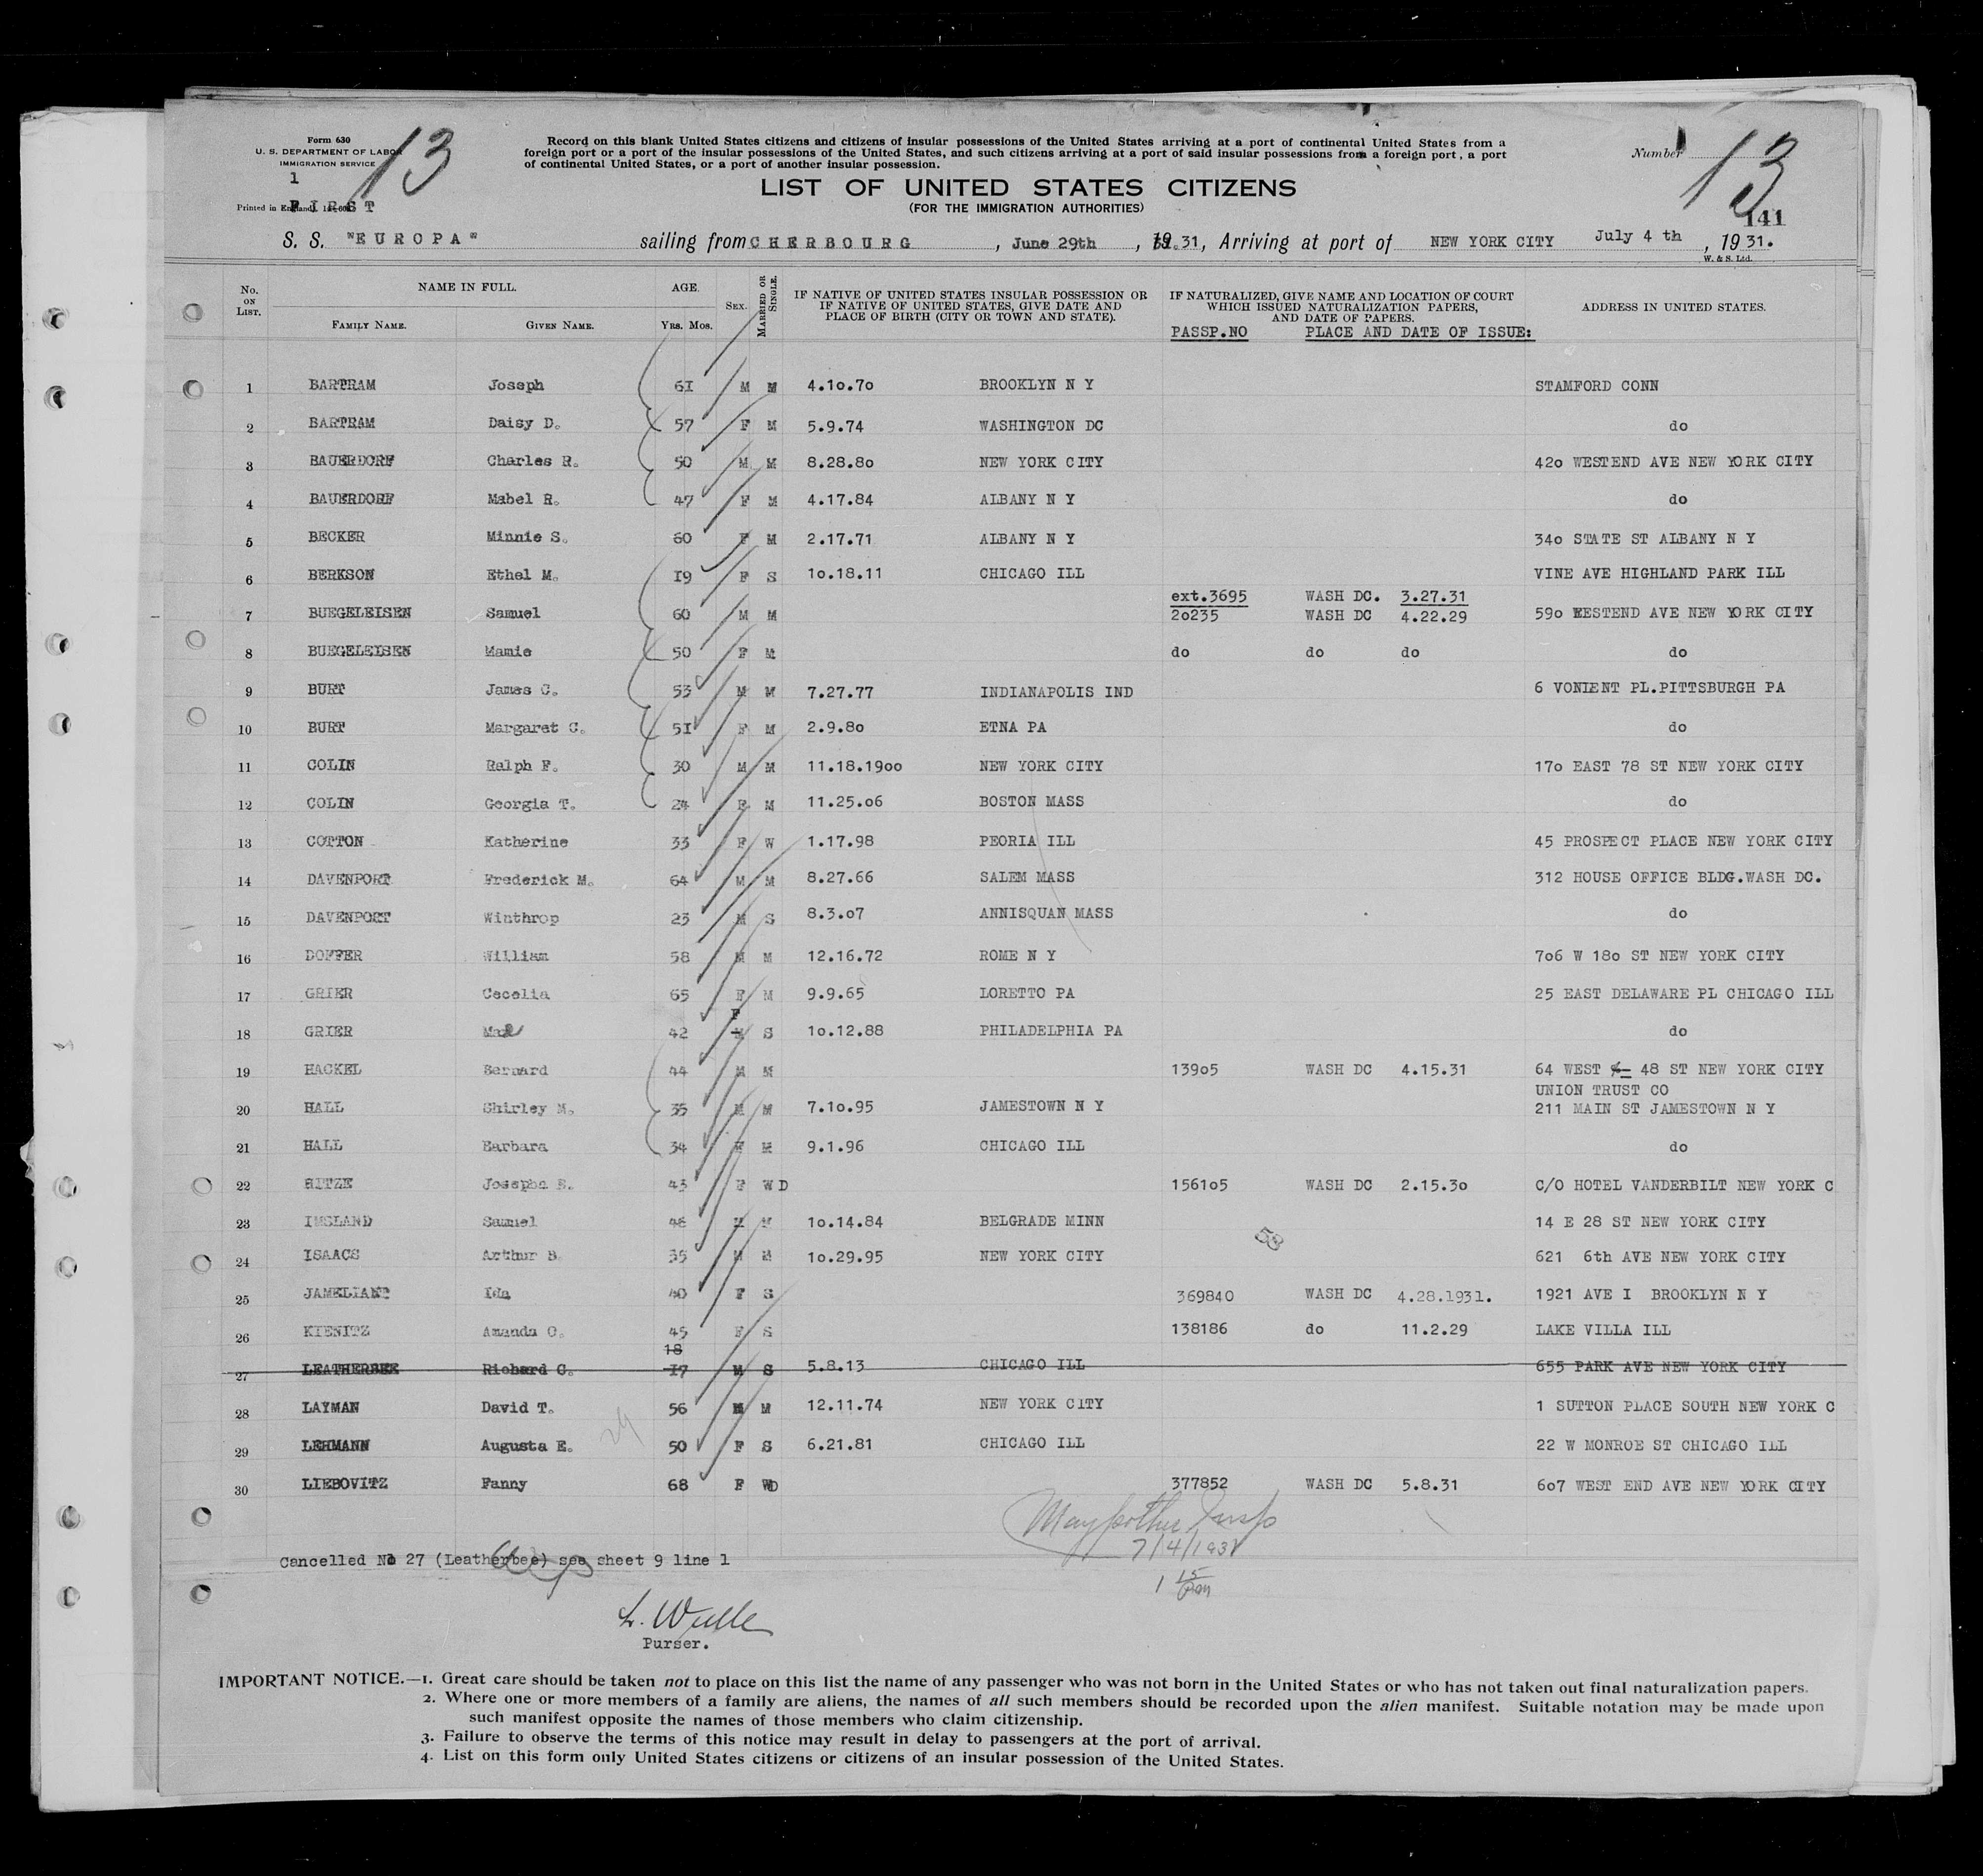 Form 630
U. S. DEPARTMENT OF LABOR
IMMIGRATION SERVICE
1
FIRST
Printed in England.
13
Record on this blank United States citizens and citizens of insular possessions of the United States arriving at a port of continental United States from a
foreign port or a port of the insular possessions of the United States, and such citizens arriving at a port of said insular possessions from a foreign port, a port
of continental United States, or a port of another insular possession.
Number 13
LIST OF UNITED STATES CITIZENS
(FOR THE IMMIGRATION AUTHORITIES)
141
S. S. "EUROPA" sailing from CHERBOURG, June 29th, 19 31, Arriving at port of NEW YORK CITY July 4 th, 19 31.
W. & S. Ltd.
No. ON LIST. NAME IN FULL. FAMILY NAME. GIVEN NAME. AGE. YRS. MOS. SEX. MARRIED OR SINGLE. IF NATIVE OF UNITED STATES INSULAR POSSESSION OR IF NATIVE OF UNITED STATES, GIVE DATE AND PLACE OF BIRTH (CITY OR TOWN AND STATE). IF NATURALIZED, GIVE NAME AND LOCATION OF COURT WHICH ISSUED NATURALIZATION PAPERS, AND DATE OF PAPERS. ADDRESS IN UNITED STATES.
PASSP.NO PLACE AND DATE OF ISSUE:
1 BARTRAM Joseph 61 M M 4.10.70 BROOKLYN N Y STAMFORD CONN
2 BARTRAM Daisy D. 57 F M 5.9.74 WASHINGTON DC do
3 BAUERDORF Charles R. 50 M M 8.28.80 NEW YORK CITY 420 WESTEND AVE NEW YORK CITY
4 BAUERDORF Mabel R. 47 F M 4.17.84 ALBANY N Y do
5 BECKER Minnie S. 60 F M 2.17.71 ALBANY N Y 340 STATE ST ALBANY N Y
6 BERKSON Ethel M. 19 F S 10.18.11 CHICAGO ILL VINE AVE HIGHLAND PARK ILL
ext.3695 WASH DC. 3.27.31
7 BUEGELEISEN Samuel 60 M M 20235 WASH DC 4.22.29 590 WESTEND AVE NEW YORK CITY
8 BUEGELEISEN Mamie 50 F M do do do do
9 BURT James C. 53 M M 7.27.77 INDIANAPOLIS IND 6 VONIENT PL.PITTSBURGH PA
10 BURT Margaret C. 51 F M 2.9.80 ETNA PA do
11 COLIN Ralph F. 30 M M 11.18.1900 NEW YORK CITY 170 EAST 78 ST NEW YORK CITY
12 COLIN Georgia T. 24 F M 11.25.06 BOSTON MASS do
13 COTTON Katherine 33 F W 1.17.98 PEORIA ILL 45 PROSPECT PLACE NEW YORK CITY
14 DAVENPORT Frederick M. 64 M M 8.27.66 SALEM MASS 312 HOUSE OFFICE BLDG.WASH DC.
15 DAVENPORT Winthrop 23 M S 8.3.07 ANNISQUAN MASS do
16 DOFFER William 58 M M 12.16.72 ROME N Y 706 W 180 ST NEW YORK CITY
17 GRIER Cecelia 65 F M 9.9.65 LORETTO PA 25 EAST DELAWARE PL CHICAGO ILL
F
18 GRIER 42 M S 10.12.88 PHILADELPHIA PA do
19 HACKEL Bernard 44 M M 13905 WASH DC 4.15.31 64 WEST 48 ST NEW YORK CITY
UNION TRUST CO
20 HALL Shirley M. 35 M M 7.10.95 JAMESTOWN N Y 211 MAIN ST JAMESTOWN N Y
21 HALL Barbara 34 F M 9.1.96 CHICAGO ILL do
22 HITZE Josepha S. 43 F WD 156105 WASH DC 2.15.30 C/O HOTEL VANDERBILT NEW YORK C
23 IMSLAND Samuel 46 M M 10.14.84 BELGRADE MINN 14 E 28 ST NEW YORK CITY
24 ISAACS Arthur B. 35 M M 10.29.95 NEW YORK CITY 621 6th AVE NEW YORK CITY
25 JAMELIANT Ida 40 F S 369840 WASH DC 4.28.1931. 1921 AVE I BROOKLYN N Y
26 KIENITZ Amanda O. 45 F S 138186 do 11.2.29 LAKE VILLA ILL
18
27 LEATHERBEE Richard C. 17 M S 5.8.13 CHICAGO ILL 655 PARK AVE NEW YORK CITY
28 LAYMAN David T. 56 M M 12.11.74 NEW YORK CITY 1 SUTTON PLACE SOUTH NEW YORK C
29 LEHMANN Augusta E. 50 F S 6.21.81 CHICAGO ILL 22 W MONROE ST CHICAGO ILL
30 LIEBOVITZ Fanny 68 F WD 377852 WASH DC 5.8.31 607 WEST END AVE NEW YORK CITY
29
7/4/1931
Cancelled No 27 (Leatherbee) see sheet 9 line 1
L. Wulle
Purser.
IMPORTANT NOTICE.—1. Great care should be taken not to place on this list the name of any passenger who was not born in the United States or who has not taken out final naturalization papers.
2. Where one or more members of a family are aliens, the names of all such members should be recorded upon the alien manifest. Suitable notation may be made upon
such manifest opposite the names of those members who claim citizenship.
3. Failure to observe the terms of this notice may result in delay to passengers at the port of arrival.
4. List on this form only United States citizens or citizens of an insular possession of the United States.